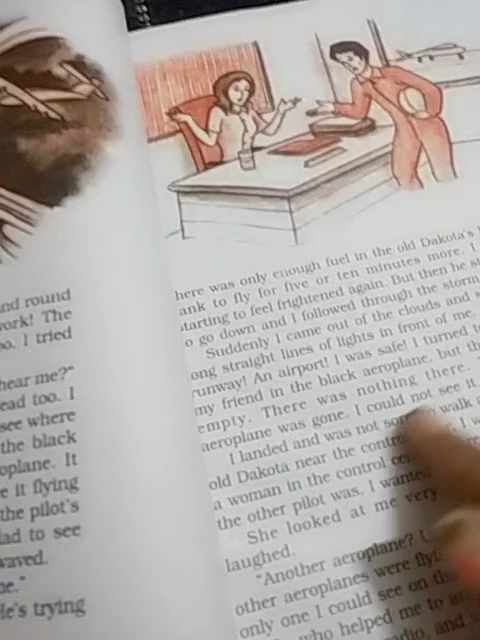 nd round
work! The
oo. I tried
hear me?"
ead too. I
see where
the black
oplane. It
e it flying
the pilot's
lad to see
waved.
me."
He's trying
here was only enough fuel in the old Dakota's
ank to fly for five or ten minutes more. I
tarting to feel frightened again. But then he
o go down and I followed through the storm
Suddenly I came out of the clouds and
ong straight lines of lights in front of me.
runway! An airport! I was safe! I turned to
my friend in the black aeroplane, but the
empty. There was nothing there.
aeroplane was gone. I could not see it
I landed and was not walk
old Dakota near the I
a woman in the control
the other pilot was. I
She looked at me very
laughed.
"Another aeroplane?
other aeroplanes were
only one I could see on
who helped me to